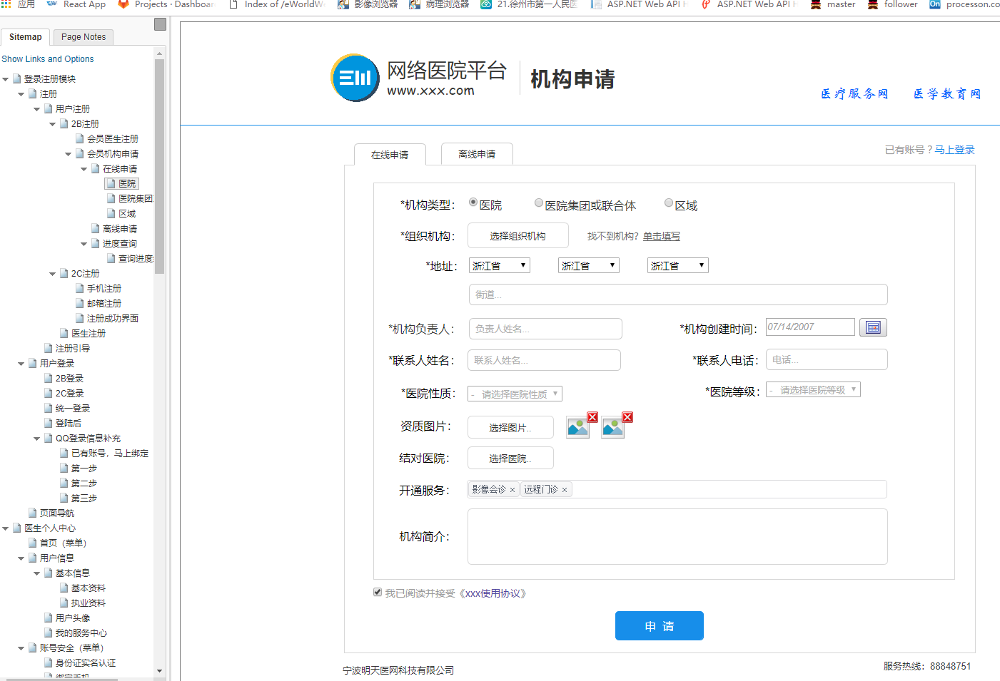 应用 React App Projects · Dashboar Index of /eWorldW 影像浏览器 病理浏览器 21.徐州市第一人民医 ASP.NET Web API ASP.NET Web API master follower On processon.co
Sitemap Page Notes
Show Links and Options
登录注册模块
注册
用户注册
2B注册
会员医生注册
会员机构申请
在线申请
医院
医院集团
区域
离线申请
进度查询
查询进度
2C注册
手机注册
邮箱注册
注册成功界面
医生注册
注册引导
用户登录
2B登录
2C登录
统一登录
登陆后
QQ登录信息补充
已有账号，马上绑定
第一步
第二步
第三步
页面导航
医生个人中心
首页（菜单）
用户信息
基本信息
基本资料
执业资料
用户头像
我的服务中心
账号安全（菜单）
身份证实名认证
绑定手机
网络医院平台
www.xxx.com
机构申请
医疗服务网 医学教育网
在线申请 离线申请 已有账号？马上登录
*机构类型： 医院 医院集团或联合体 区域
*组织机构： 选择组织机构 找不到机构? 单击填写
*地址： 浙江省 浙江省 浙江省
街道...
*机构负责人： 负责人姓名... *机构创建时间： 07/14/2007
*联系人姓名： 联系人姓名... *联系人电话： 电话...
*医院性质： - 请选择医院性质 *医院等级： - 请选择医院等级
资质图片： 选择图片..
结对医院： 选择医院..
开通服务： 影像会诊 × 远程门诊 ×
机构简介：
我已阅读并接受《xxx使用协议》
申 请
宁波明天医网科技有限公司 服务热线：88848751